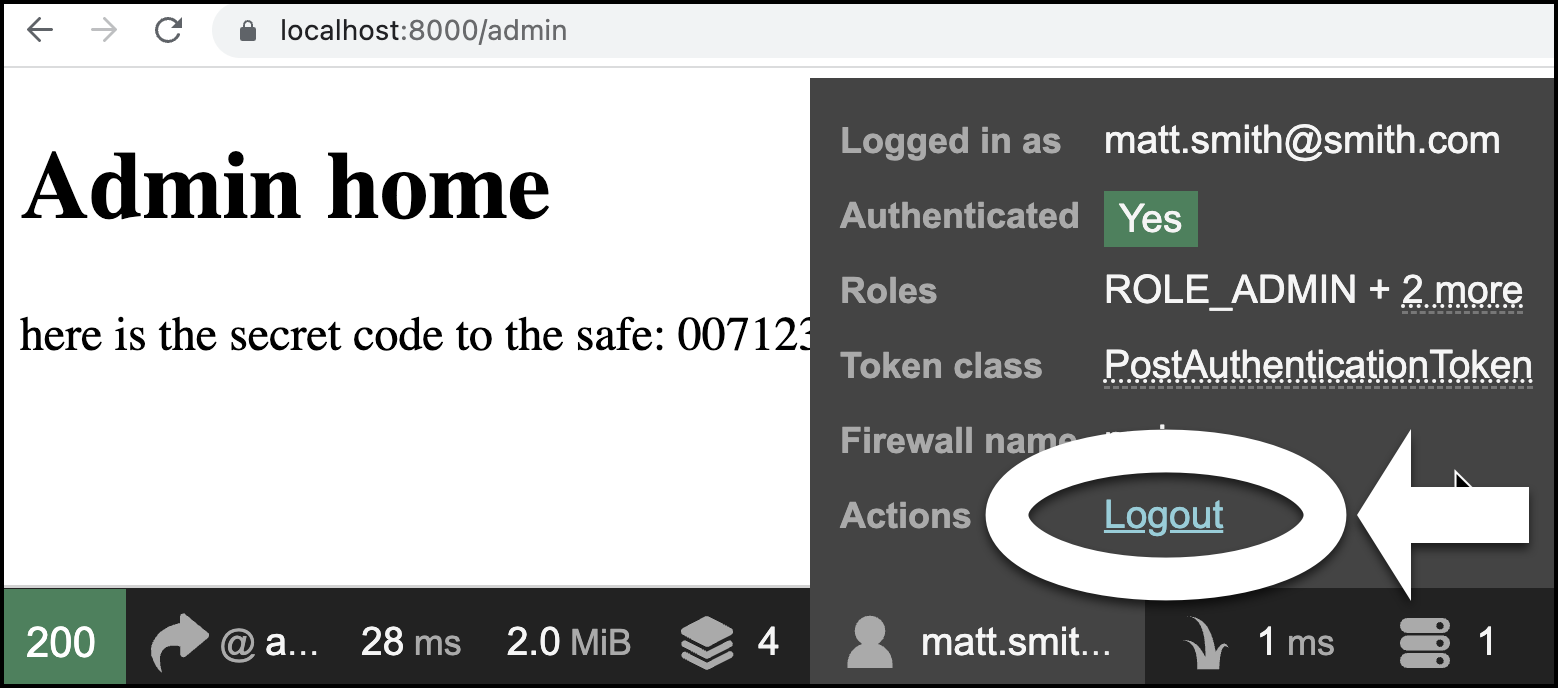 localhost:8000/admin
Admin home
here is the secret code to the safe: 007123
Logged in as matt.smith@smith.com
Authenticated Yes
Roles ROLE_ADMIN + 2 more
Token class PostAuthenticationToken
Firewall name
Actions Logout
200 @ a... 28 ms 2.0 MiB 4 matt.smit... 1 ms 1